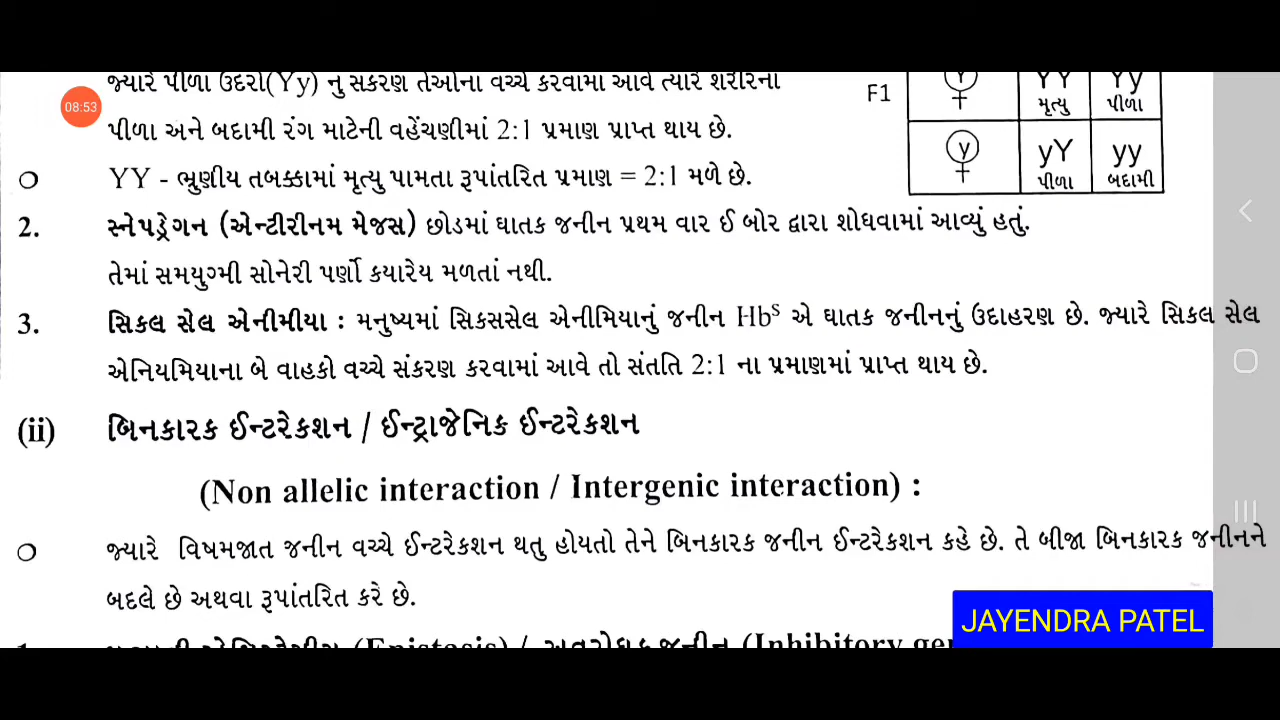 જ્યારે પીળા ઉંદરો(Yy) નુ સંકરણ તેઓના વચ્ચે કરવામાં આવે ત્યારે શરીરના
પીળા અને બદામી રંગ માટેની વહેંચણીમાં 2:1 પ્રમાણ પ્રાપ્ત થાય છે.
YY - ભ્રુણીય તબક્કામાં મૃત્યુ પામતા રૂપાંતરિત પ્રમાણ = 2:1 મળે છે.
F1
Y YY Yy
મૃત્યુ પીળા
y yY yy
પીળા બદામી
08:53
2. સ્નેપડ્રેગન (એન્ટીરીનમ મેજસ) છોડમાં ઘાતક જનીન પ્રથમ વાર ઈ બોર દ્વારા શોધવામાં આવ્યું હતું.
તેમાં સમયુગ્મી સોનેરી પર્ણો કયારેય મળતાં નથી.
3. સિકલ સેલ એનીમીયા : મનુષ્યમાં સિકસસેલ એનીમિયાનું જનીન Hbˢ એ ઘાતક જનીનનું ઉદાહરણ છે. જ્યારે સિકલ સેલ
એનિયમિયાના બે વાહકો વચ્ચે સંકરણ કરવામાં આવે તો સંતતિ 2:1 ના પ્રમાણમાં પ્રાપ્ત થાય છે.
(ii) બિનકારક ઈન્ટરેકશન / ઈન્ટ્રાજેનિક ઈન્ટરેકશન
(Non allelic interaction / Intergenic interaction) :
જ્યારે વિષમજાત જનીન વચ્ચે ઈન્ટરેકશન થતુ હોયતો તેને બિનકારક જનીન ઈન્ટરેકશન કહે છે. તે બીજા બિનકારક જનીનને
બદલે છે અથવા રૂપાંતરિત કરે છે.
(Epistasis) / અવરોધક જનીન (Inhibitory
JAYENDRA PATEL